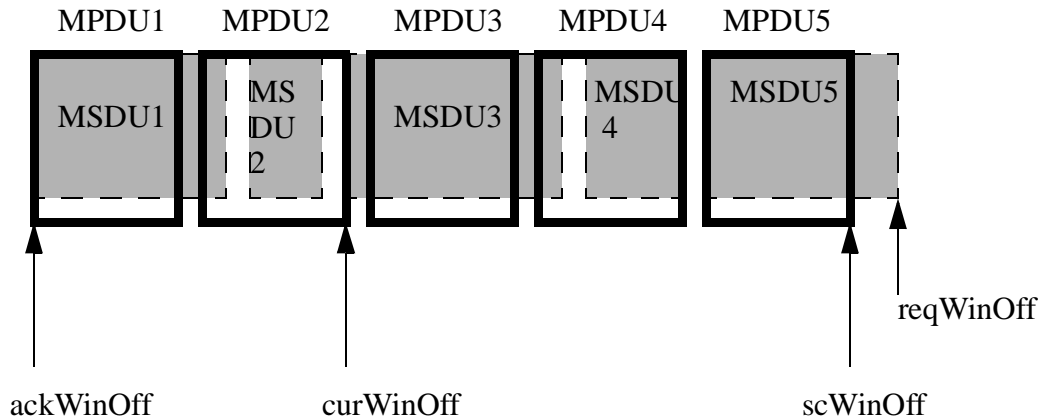 MPDU1 MPDU2 MPDU3 MPDU4 MPDU5
MSDU1
MS
DU
2
MSDU3
MSDU
4
MSDU5
reqWinOff
ackWinOff curWinOff scWinOff